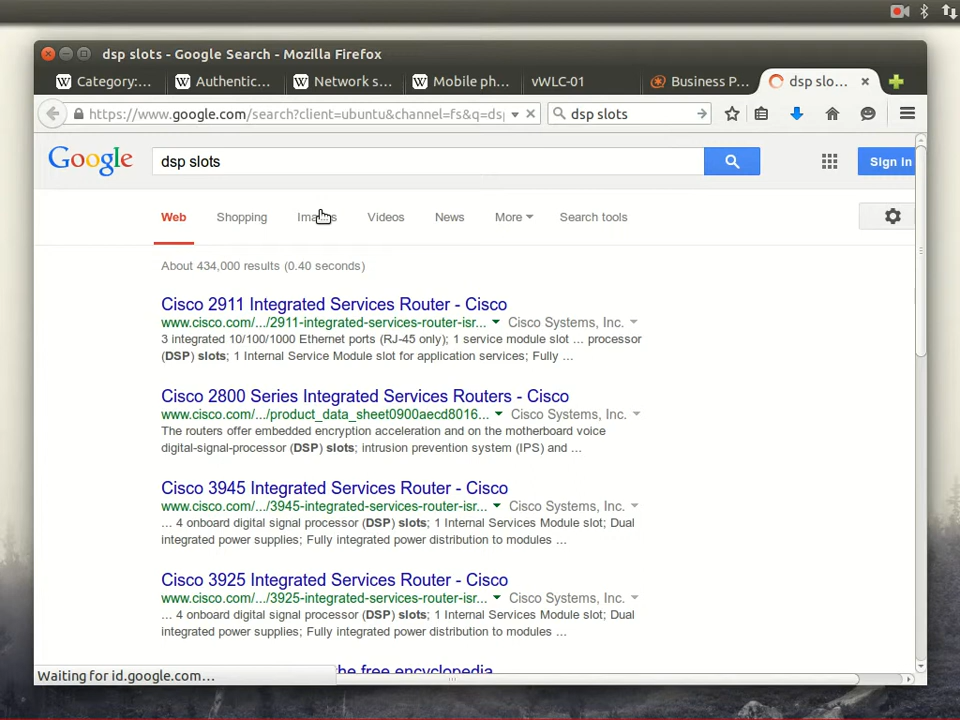 dsp slots - Google Search - Mozilla Firefox
Category:... Authentic... Network s... Mobile ph... vWLC-01 Business P... dsp slo...
https://www.google.com/search?client=ubuntu&channel=fs&q=ds dsp slots
Google dsp slots Sign in
Web Shopping Images Videos News More Search tools
About 434,000 results (0.40 seconds)
Cisco 2911 Integrated Services Router - Cisco
www.cisco.com/.../2911-integrated-services-router-isr... Cisco Systems, Inc.
3 integrated 10/100/1000 Ethernet ports (RJ-45 only); 1 service module slot ... processor
(DSP) slots; 1 Internal Service Module slot for application services; Fully ...
Cisco 2800 Series Integrated Services Routers - Cisco
www.cisco.com/.../product_data_sheet0900aecd8016... Cisco Systems, Inc.
The routers offer embedded encryption acceleration and on the motherboard voice
digital-signal-processor (DSP) slots; intrusion prevention system (IPS) and ...
Cisco 3945 Integrated Services Router - Cisco
www.cisco.com/.../3945-integrated-services-router-isr... Cisco Systems, Inc.
... 4 onboard digital signal processor (DSP) slots; 1 Internal Services Module slot; Dual
integrated power supplies; Fully integrated power distribution to modules ...
Cisco 3925 Integrated Services Router - Cisco
www.cisco.com/.../3925-integrated-services-router-isr... Cisco Systems, Inc.
... 4 onboard digital signal processor (DSP) slots; 1 Internal Services Module slot; Dual
integrated power supplies; Fully integrated power distribution to modules ...
the free encyclopedia
Waiting for id.google.com...